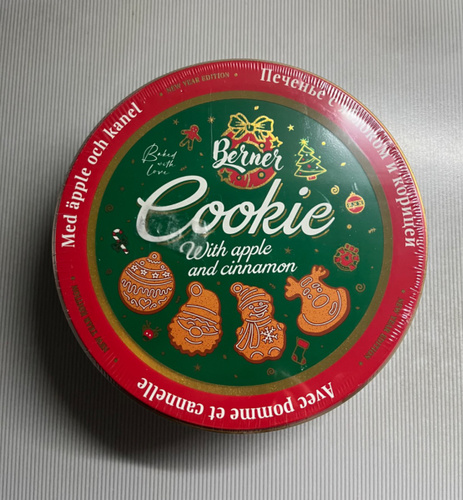 NEW YEAR EDITION
Печенье с яблоком и корицей
Med äpple och kanel
Berner
Baked
with
love
Cookie
With apple
and cinnamon
Avec pomme et cannelle